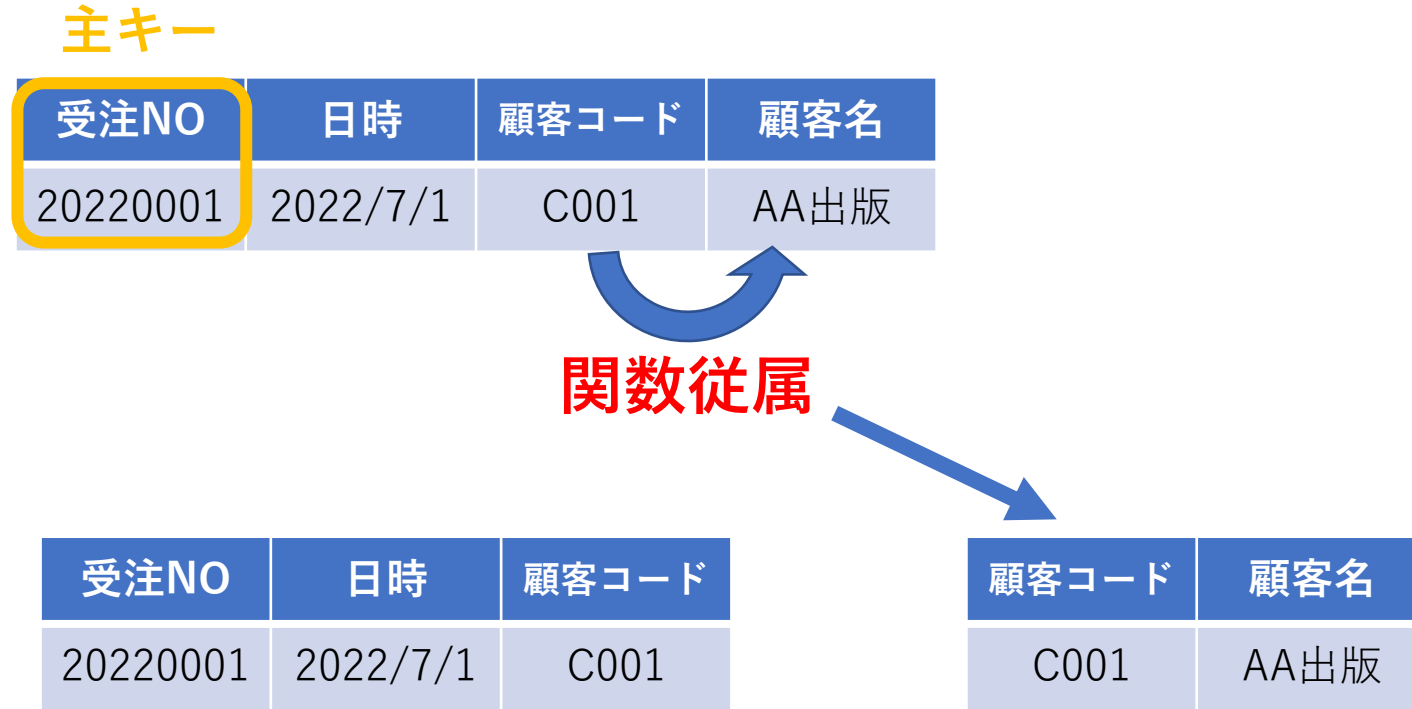 主キー
受注NO 日時 顧客コード 顧客名
20220001 2022/7/1 C001 AA出版
関数従属
受注NO 日時 顧客コード
20220001 2022/7/1 C001
顧客コード 顧客名
C001 AA出版